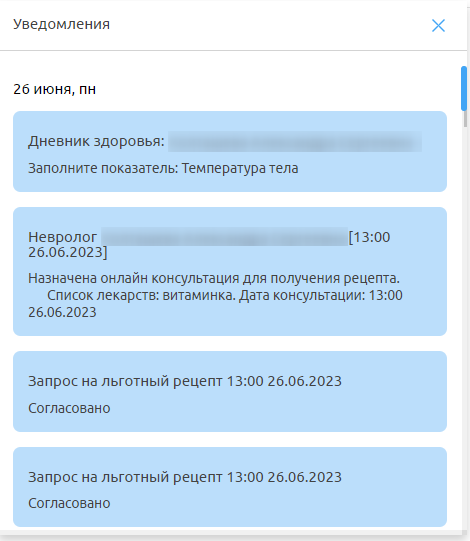 Уведомления
26 июня, пн
Дневник здоровья:
Заполните показатель: Температура тела
Невролог [13:00
26.06.2023]
Назначена онлайн консультация для получения рецепта.
Список лекарств: витаминка. Дата консультации: 13:00
26.06.2023
Запрос на льготный рецепт 13:00 26.06.2023
Согласовано
Запрос на льготный рецепт 13:00 26.06.2023
Согласовано